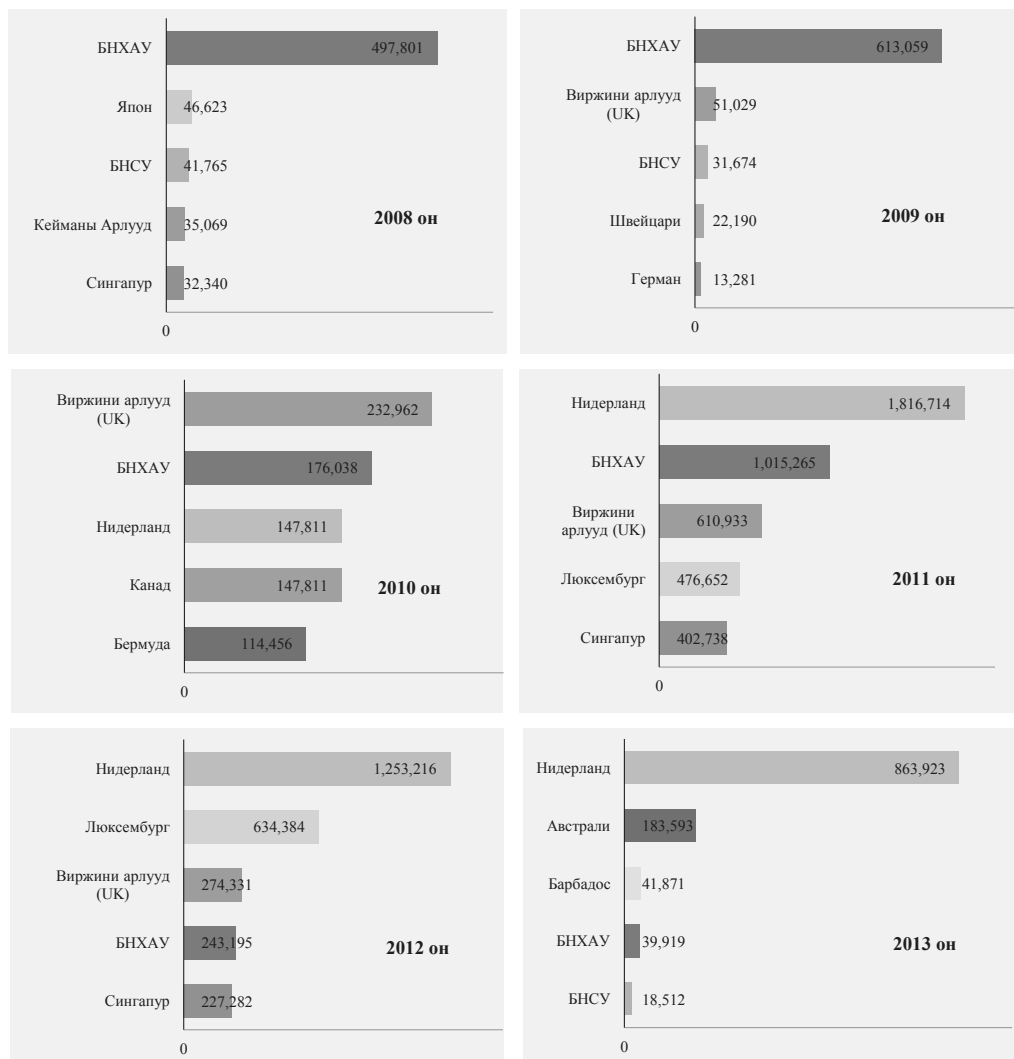 БНХАУ 497,801
Япон 46,623
БНСУ 41,765
Кейманы Арлууд 35,069
2008 он
Сингапур 32,340
0
БНХАУ 613,059
Виржини арлууд
(UK)
51,029
БНСУ 31,674
Швейцари 22,190
2009 он
Герман 13,281
0
Виржини арлууд
(UK)
232,962
БНХАУ 176,038
Нидерланд 147,811
Канад 147,811
2010 он
Бермуда 114,456
0
Нидерланд 1,816,714
БНХАУ 1,015,265
Виржини
арлууд (UK)
610,933
Люксембург 476,652
2011 он
Сингапур 402,738
0
Нидерланд 1,253,216
Люксембург 634,384
Виржини арлууд
(UK)
274,331
БНХАУ 243,195
2012 он
Сингапур 227,282
0
Нидерланд 863,923
Австрали 183,593
Барбадос 41,871
БНХАУ 39,919
2013 он
БНСУ 18,512
0